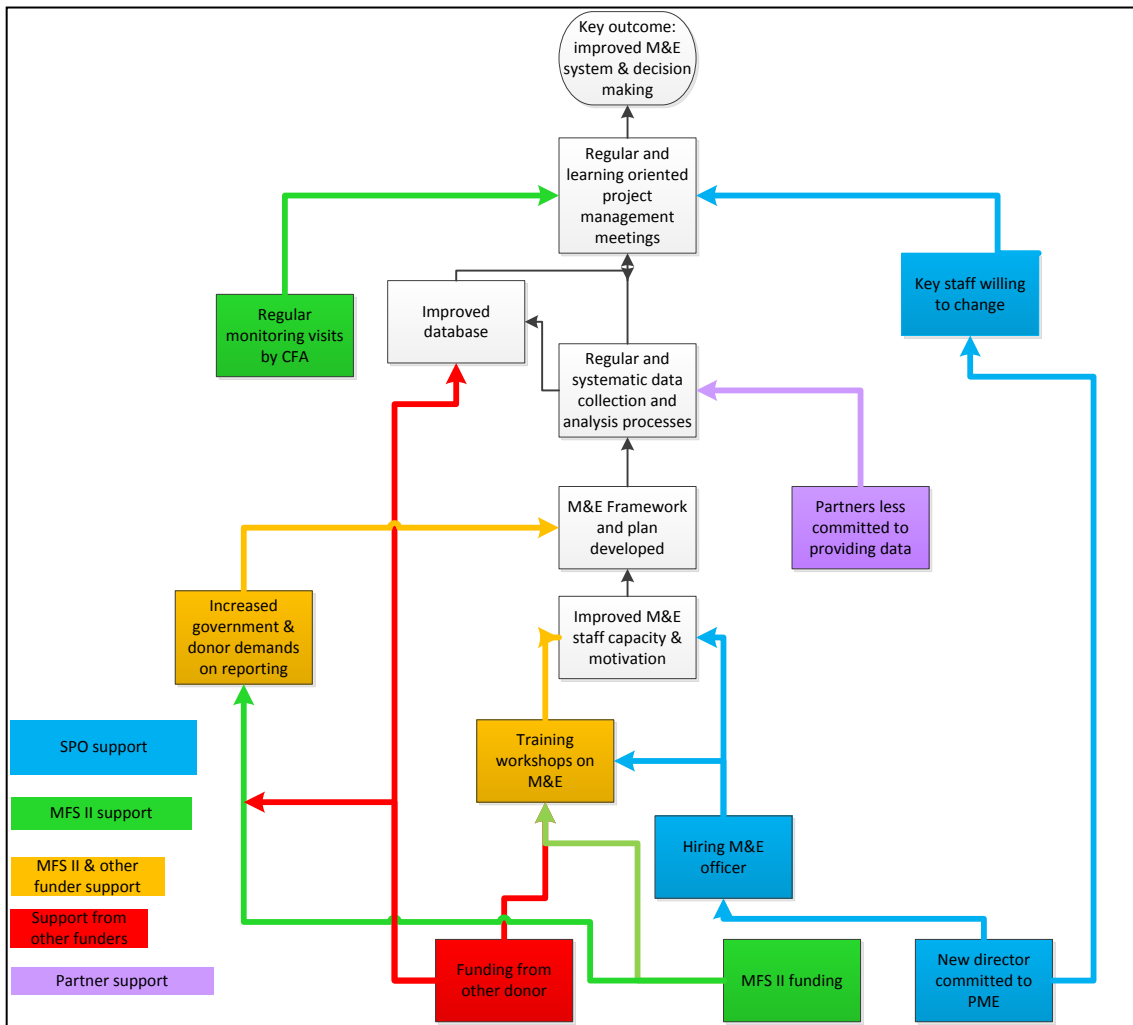 Key outcome:
improved M&E
system & decision
making
Regular and
learning oriented
project
management
meetings
Key staff willing
to change
Regular
monitoring visits
by CFA
Improved
database
Regular and
systematic data
collection and
analysis processes
M&E Framework
and plan
developed
Partners less
committed to
providing data
Increased
government &
donor demands
on reporting
Improved M&E
staff capacity &
motivation
Training
workshops on
M&E
Hiring M&E
officer
SPO support
MFS II support
MFS II & other
funder support
Support from
other funders
Partner support
Funding from
other donor
MFS II funding
New director
committed to
PME